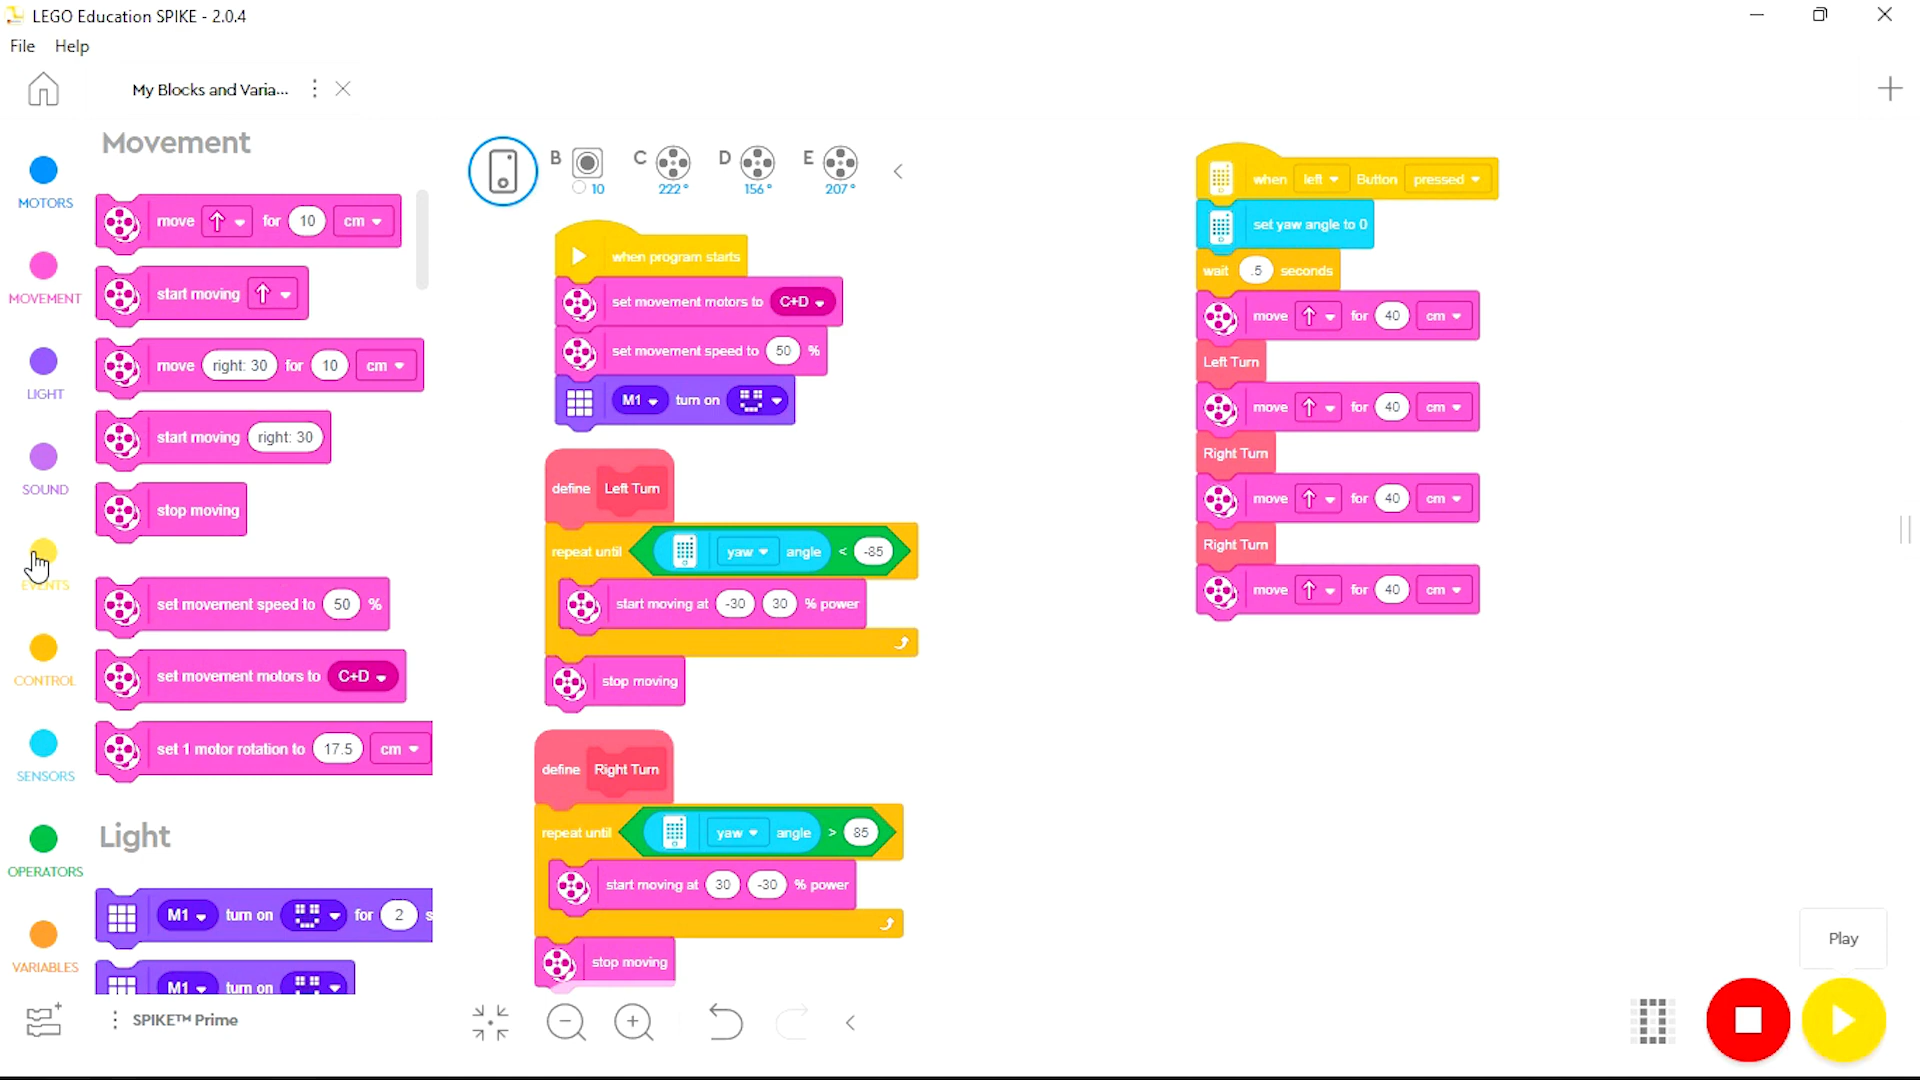 LEGO Education SPIKE - 2.0.4
File Help
My Blocks and Varia...
Movement
MOTORS
MOVEMENT
LIGHT
SOUND
EVENTS
CONTROL
SENSORS
OPERATORS
VARIABLES
move for 10 cm
start moving
move right: 30 for 10 cm
start moving right: 30
stop moving
set movement speed to 50 %
set movement motors to C+D
set 1 motor rotation to 17.5 cm
Light
M1 turn on for 2 s
M1 turn on
SPIKE™ Prime
B 10 C 222° D 156° E 207°
when program starts
set movement motors to C+D
set movement speed to 50 %
M1 turn on
define Left Turn
repeat until yaw angle < -85
start moving at -30 30 % power
stop moving
define Right Turn
repeat until yaw angle > 85
start moving at 30 -30 % power
stop moving
when left Button pressed
set yaw angle to 0
wait .5 seconds
move for 40 cm
Left Turn
move for 40 cm
Right Turn
move for 40 cm
Right Turn
move for 40 cm
Play